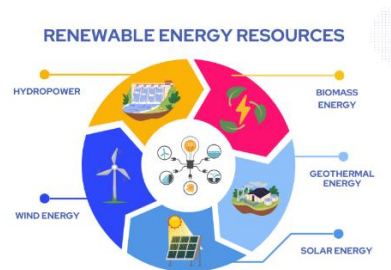 RENEWABLE ENERGY RESOURCES
HYDROPOWER
BIOMASS
ENERGY
GEOTHERMAL
ENERGY
WIND ENERGY
SOLAR ENERGY